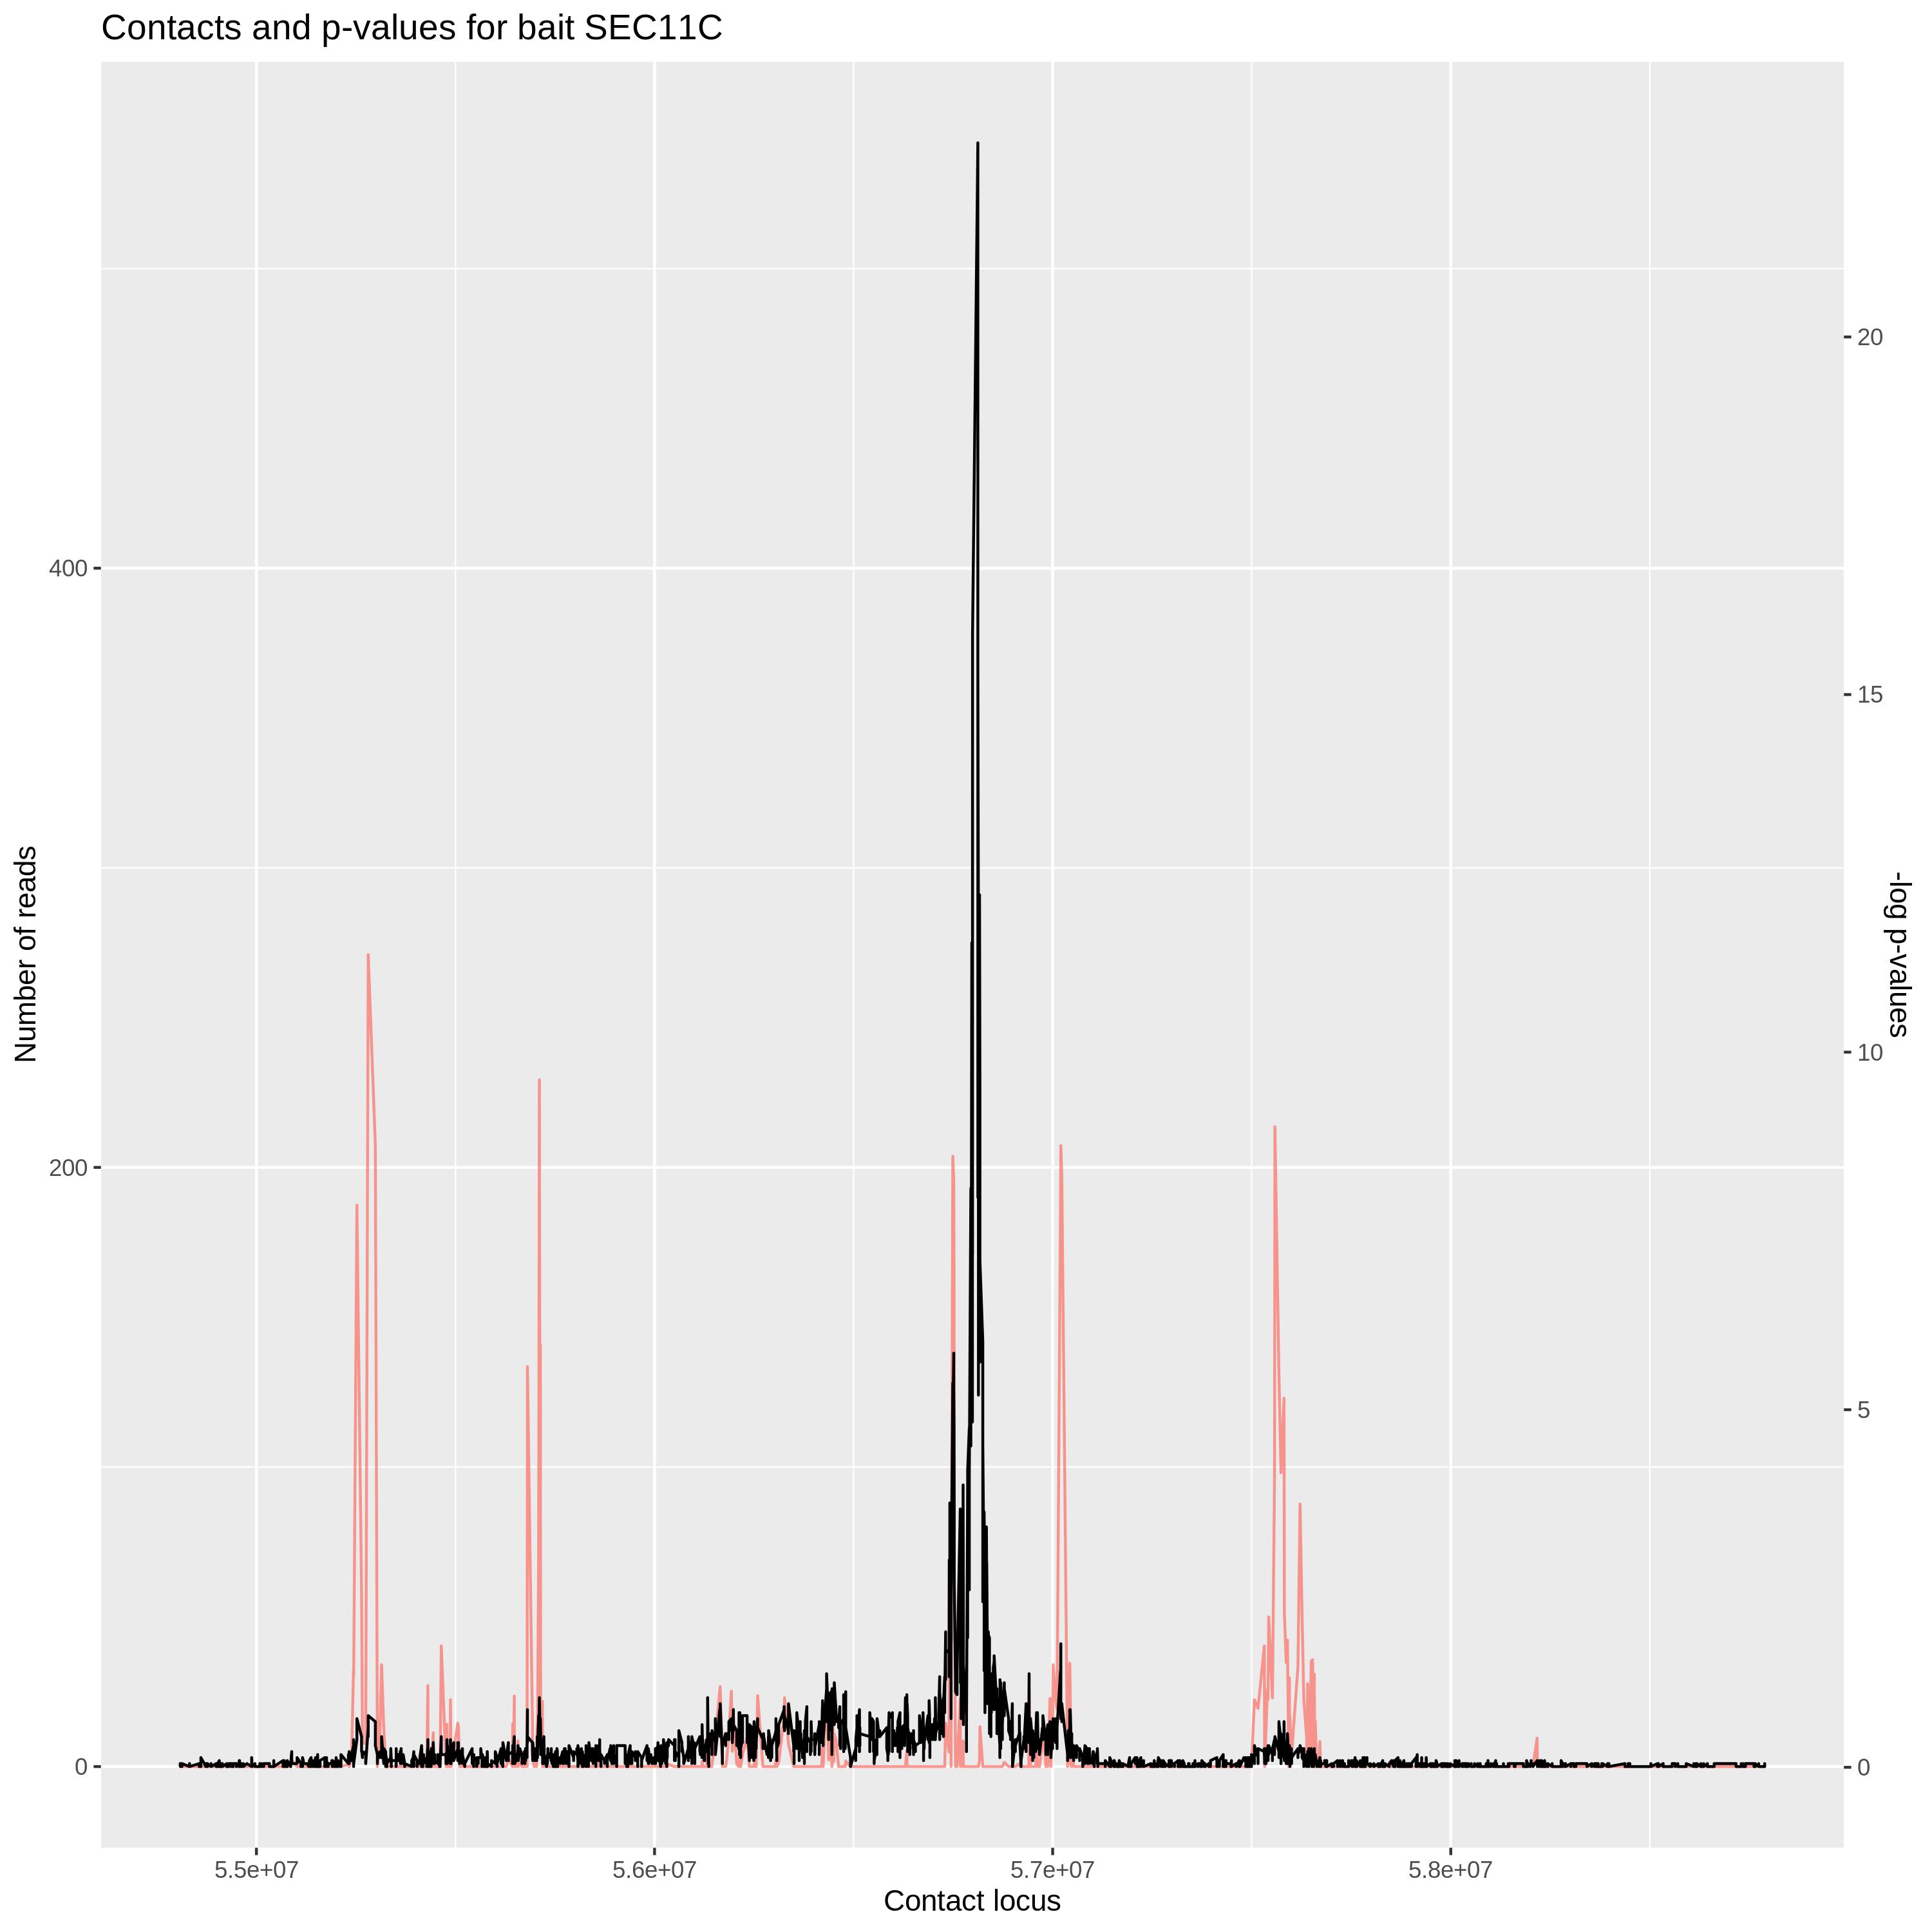 Contacts and p-values for bait SEC11C
Number of reads
400
200
0
20
15
10
5
0
-log p-values
5.5e+07
5.6e+07
5.7e+07
5.8e+07
Contact locus